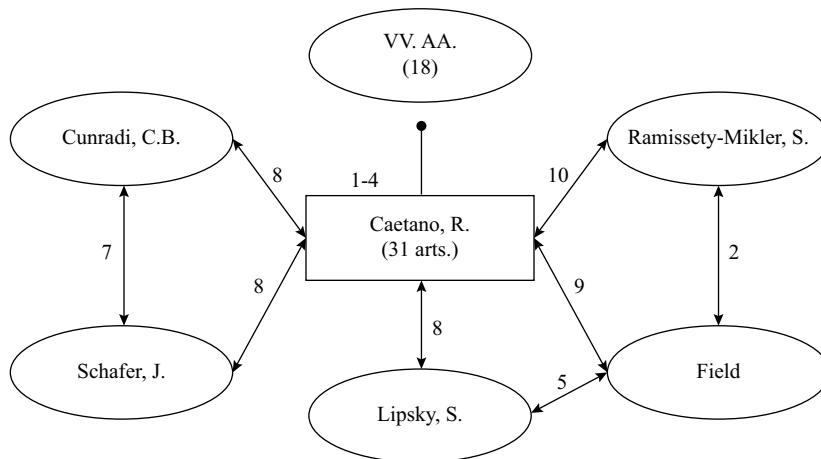 VV. AA.
(18)
Cunradi, C.B.
Ramissety-Mikler, S.
8
1-4
10
Caetano, R.
(31 arts.)
7
8
9
2
8
Schafer, J.
5
Field
Lipsky, S.